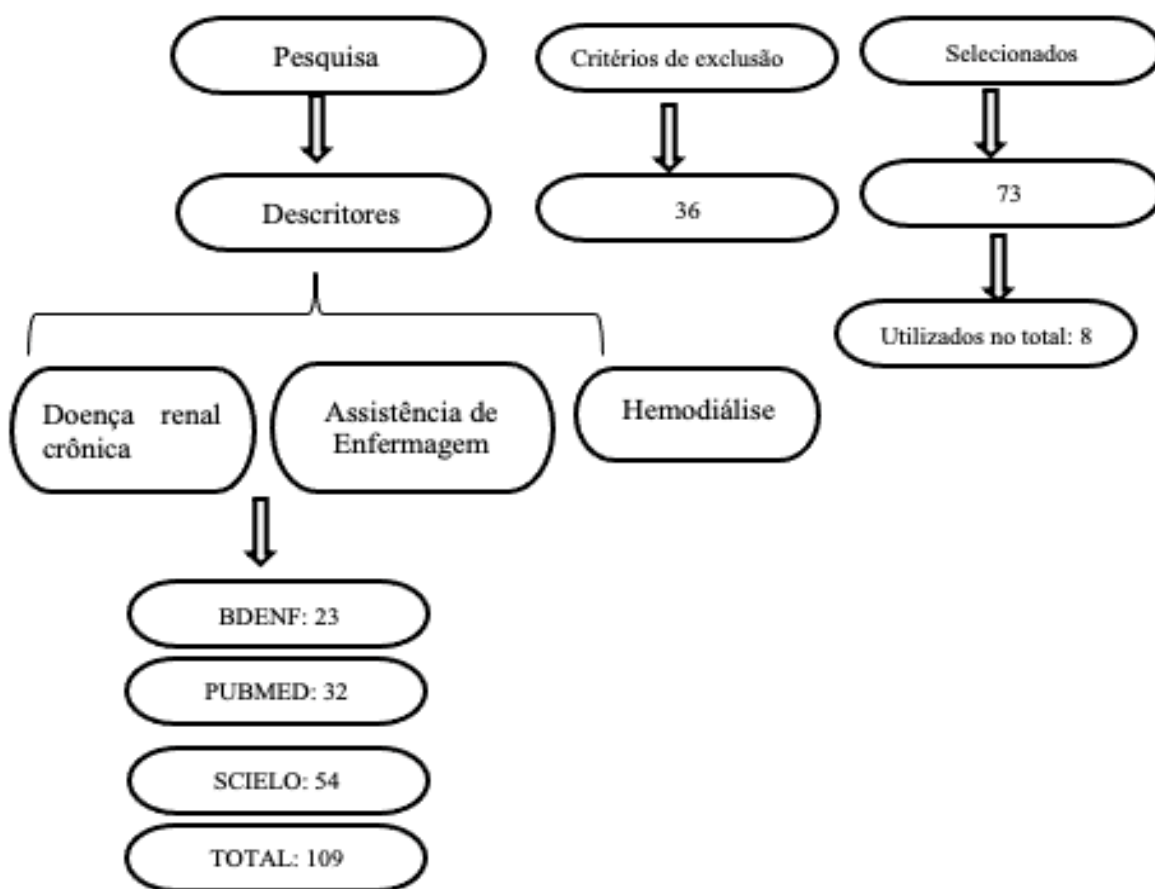 Pesquisa
Descritores
Doença renal
crônica
Assistência de
Enfermagem
Hemodiálise
BDENF: 23
PUBMED: 32
SCIELO: 54
TOTAL: 109
Critérios de exclusão
36
Selecionados
73
Utilizados no total: 8